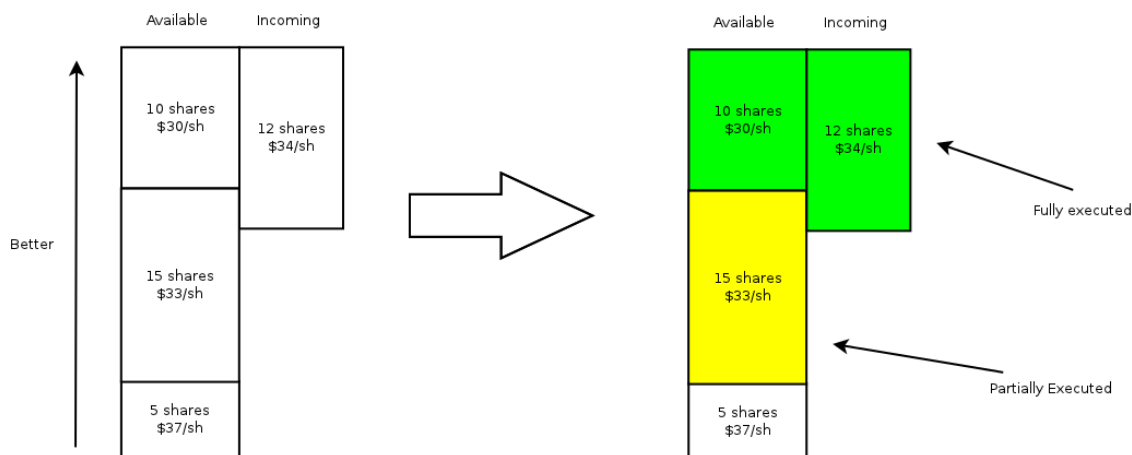 Available
Incoming
10 shares
$30/sh
12 shares
$34/sh
Better
15 shares
$33/sh
5 shares
$37/sh
Available
Incoming
10 shares
$30/sh
12 shares
$34/sh
Fully executed
15 shares
$33/sh
Partially Executed
5 shares
$37/sh